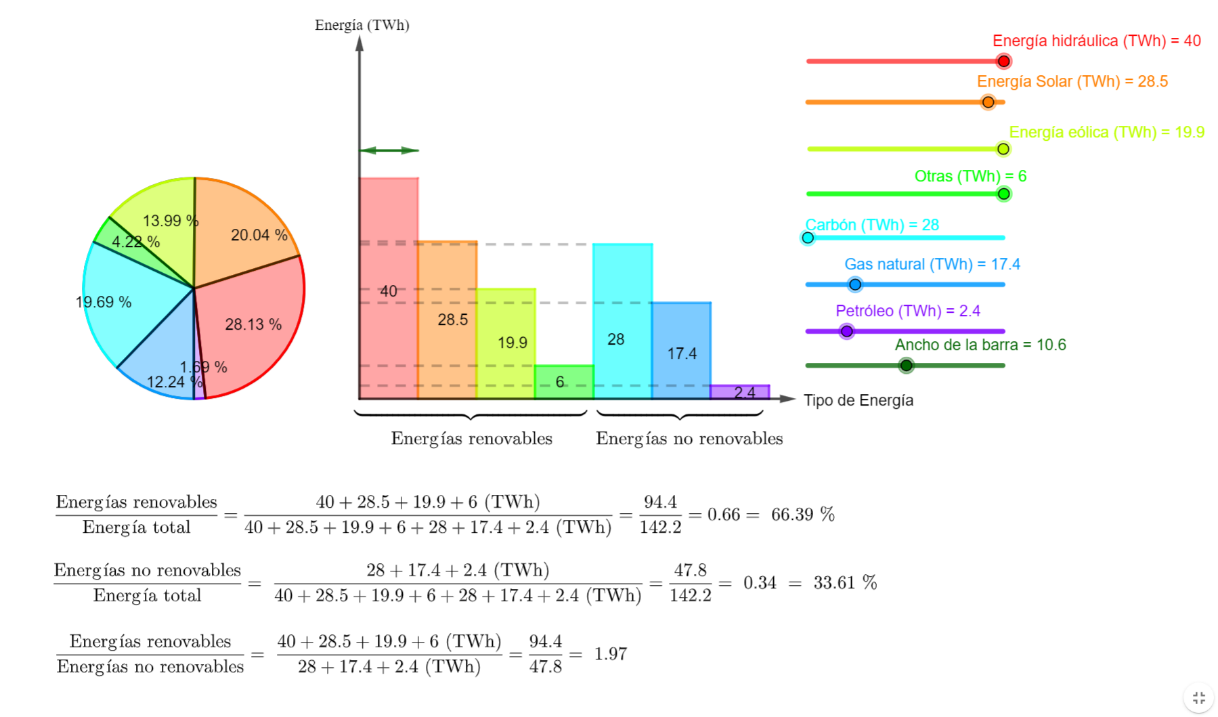 Energía (TWh)
Energía hidráulica (TWh) = 40
Energía Solar (TWh) = 28.5
Energía eólica (TWh) = 19.9
Otras (TWh) = 6
Carbón (TWh) = 28
Gas natural (TWh) = 17.4
Petróleo (TWh) = 2.4
Ancho de la barra = 10.6
13.99 %
20.04 %
4.22 %
19.69 %
28.13 %
1.69 %
12.24 %
40
28.5
19.9
6
28
17.4
2.4
Tipo de Energía
Energías renovables
Energías no renovables
Energías renovables / Energía total = 40 + 28.5 + 19.9 + 6 (TWh) / 40 + 28.5 + 19.9 + 6 + 28 + 17.4 + 2.4 (TWh) = 94.4 / 142.2 = 0.66 = 66.39 %
Energías no renovables / Energía total = 28 + 17.4 + 2.4 (TWh) / 40 + 28.5 + 19.9 + 6 + 28 + 17.4 + 2.4 (TWh) = 47.8 / 142.2 = 0.34 = 33.61 %
Energías renovables / Energías no renovables = 40 + 28.5 + 19.9 + 6 (TWh) / 28 + 17.4 + 2.4 (TWh) = 94.4 / 47.8 = 1.97